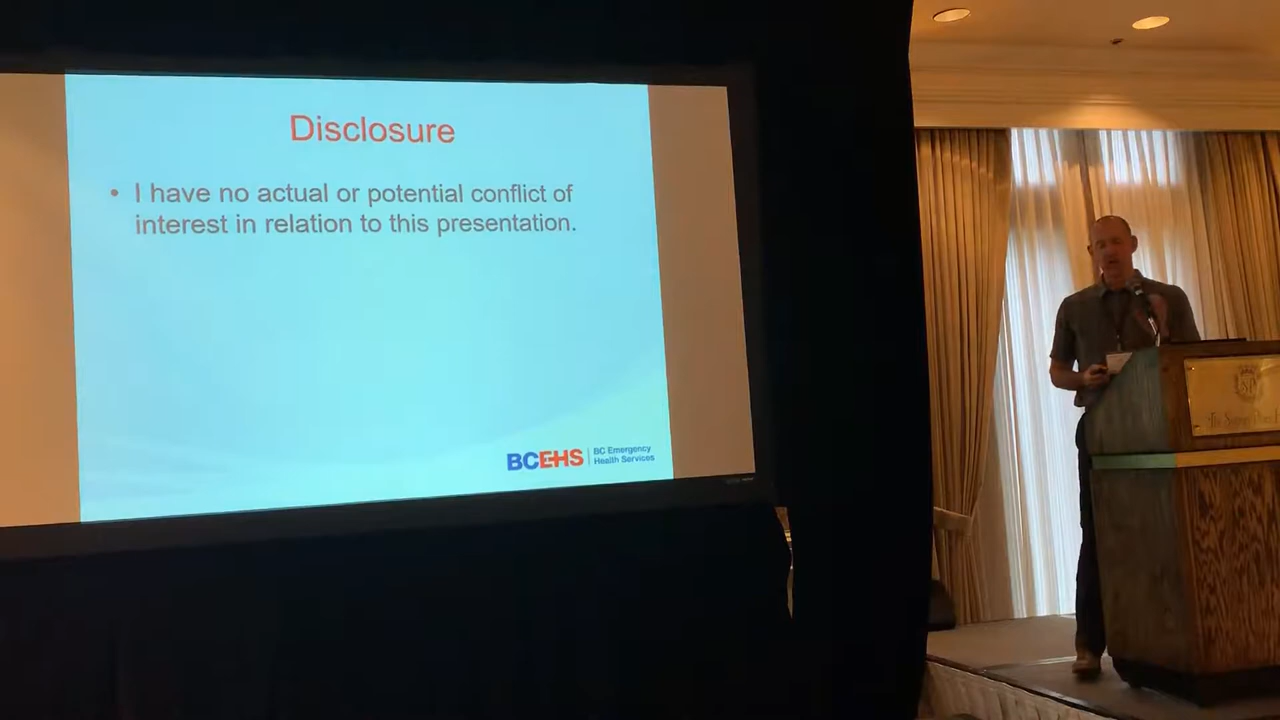 Disclosure
• I have no actual or potential conflict of
interest in relation to this presentation.
BCEHS
BC Emergency
Health Services